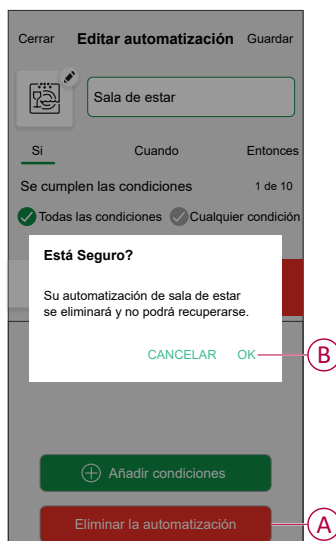 Cerrar Editar automatización Guardar
Sala de estar
Si Cuando Entonces
Se cumplen las condiciones 1 de 10
Todas las condiciones Cualquier condición
Está Seguro?
Su automatización de sala de estar
se eliminará y no podrá recuperarse.
CANCELAR OK
B
Añadir condiciones
Eliminar la automatización
A